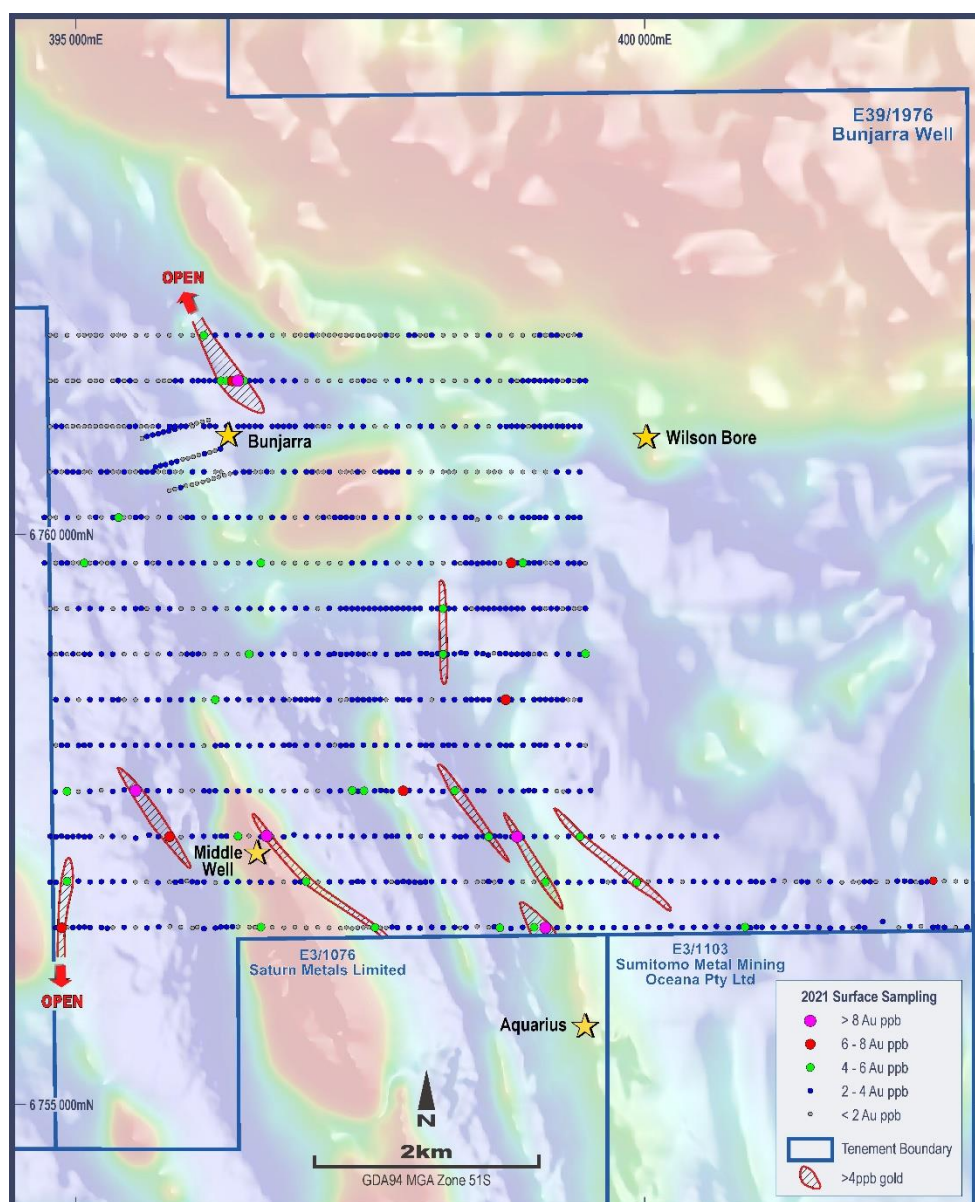 395 000mE
400 000mE
E39/1976
Bunjarra Well
OPEN
Bunjarra
Wilson Bore
6 760 000mN
Middle
Well
OPEN
E3/1076
Saturn Metals Limited
E3/1103
Sumitomo Metal Mining
Oceana Pty Ltd
Aquarius
6 755 000mN
N
2km
GDA94 MGA Zone 51S
2021 Surface Sampling
> 8 Au ppb
6 - 8 Au ppb
4 - 6 Au ppb
2 - 4 Au ppb
< 2 Au ppb
Tenement Boundary
>4ppb gold